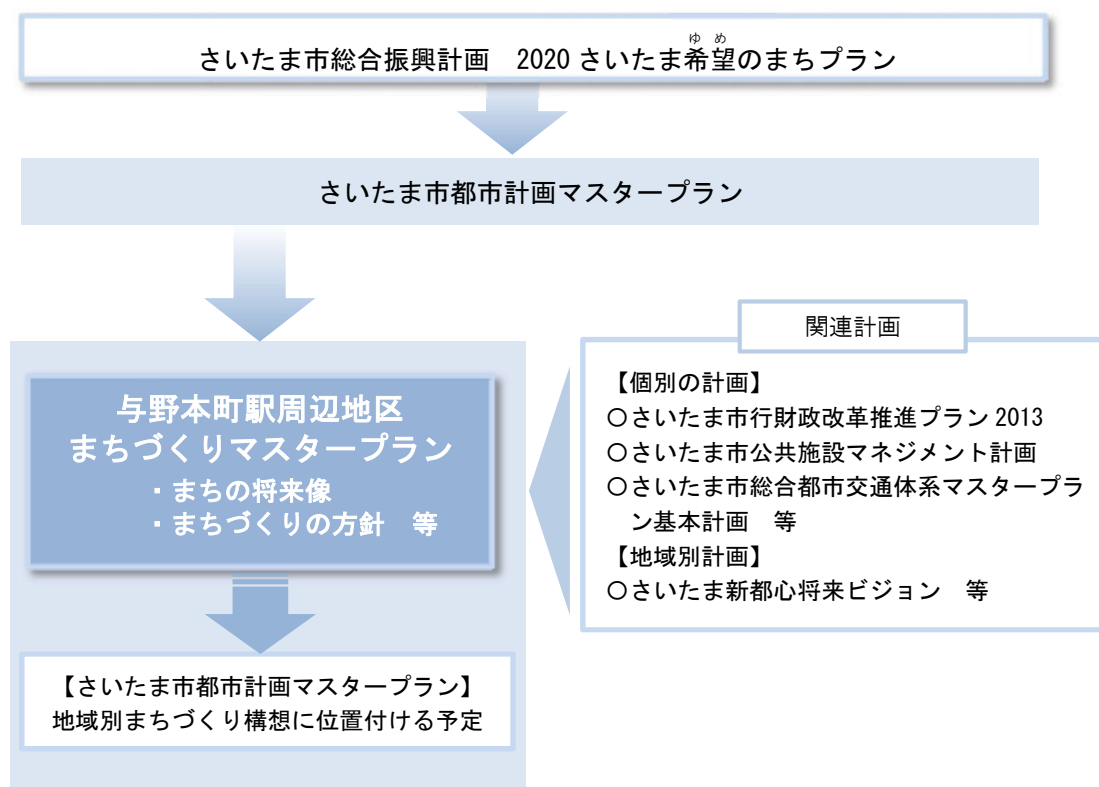 ゆめ
さいたま市総合振興計画　2020 さいたま希望のまちプラン
さいたま市都市計画マスタープラン
与野本町駅周辺地区
まちづくりマスタープラン
・まちの将来像
・まちづくりの方針　等
関連計画
【個別の計画】
○さいたま市行財政改革推進プラン 2013
○さいたま市公共施設マネジメント計画
○さいたま市総合都市交通体系マスタープラ
ン基本計画　等
【地域別計画】
○さいたま新都心将来ビジョン　等
【さいたま市都市計画マスタープラン】
地域別まちづくり構想に位置付ける予定